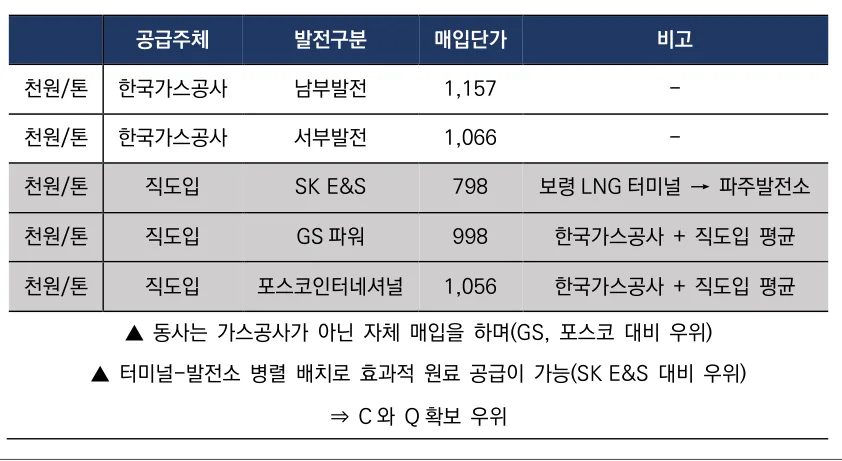 공급주체 발전구분 매입단가 비고
천원/톤 한국가스공사 남부발전 1,157 -
천원/톤 한국가스공사 서부발전 1,066 -
천원/톤 직도입 SK E&S 798 보령 LNG 터미널 → 파주발전소
천원/톤 직도입 GS파워 998 한국가스공사 + 직도입 평균
천원/톤 직도입 포스코인터네셔널 1,056 한국가스공사 + 직도입 평균
▲ 동사는 가스공사가 아닌 자체 매입을 하며(GS, 포스코 대비 우위)
▲ 터미널-발전소 병렬 배치로 효과적 원료 공급이 가능(SK E&S 대비 우위)
⇒ C와 Q확보 우위